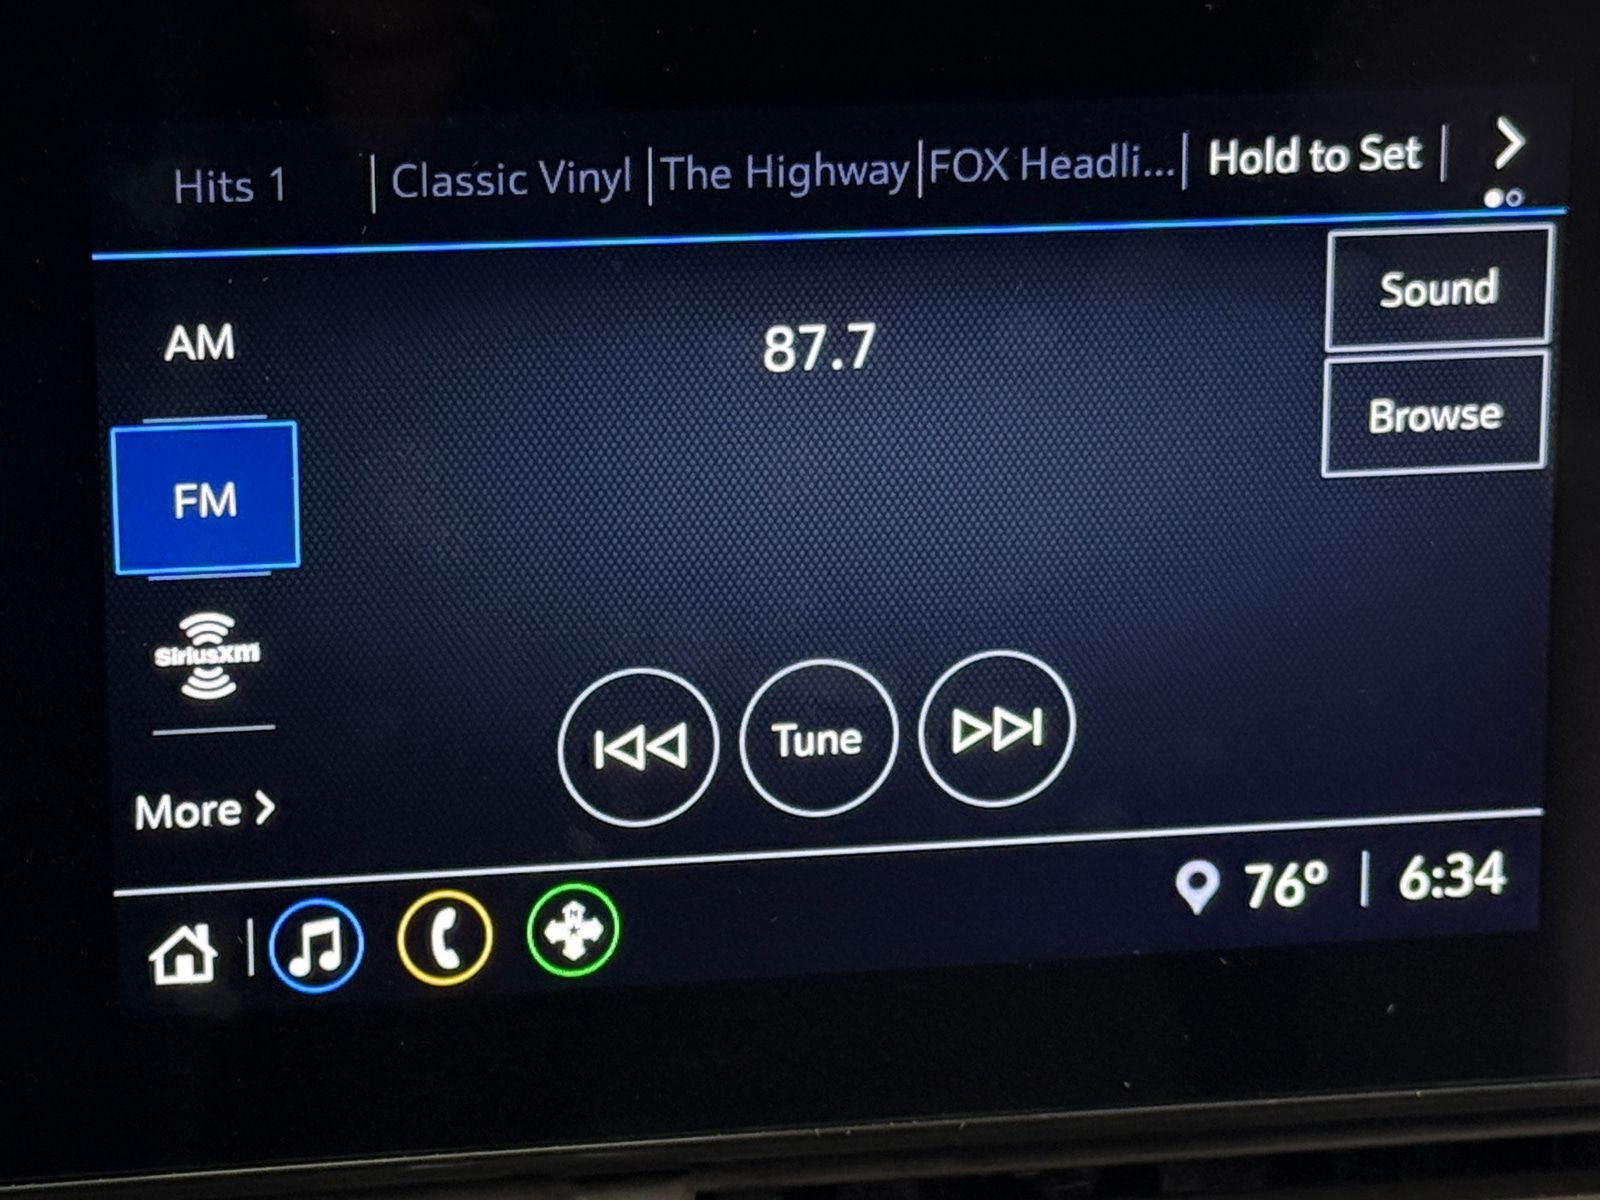 Hits 1 | Classic Vinyl | The Highway | FOX Headli... | Hold to Set |
Sound
AM
87.7
Browse
FM
SiriusXM
Tune
More >
N
76° | 6:34